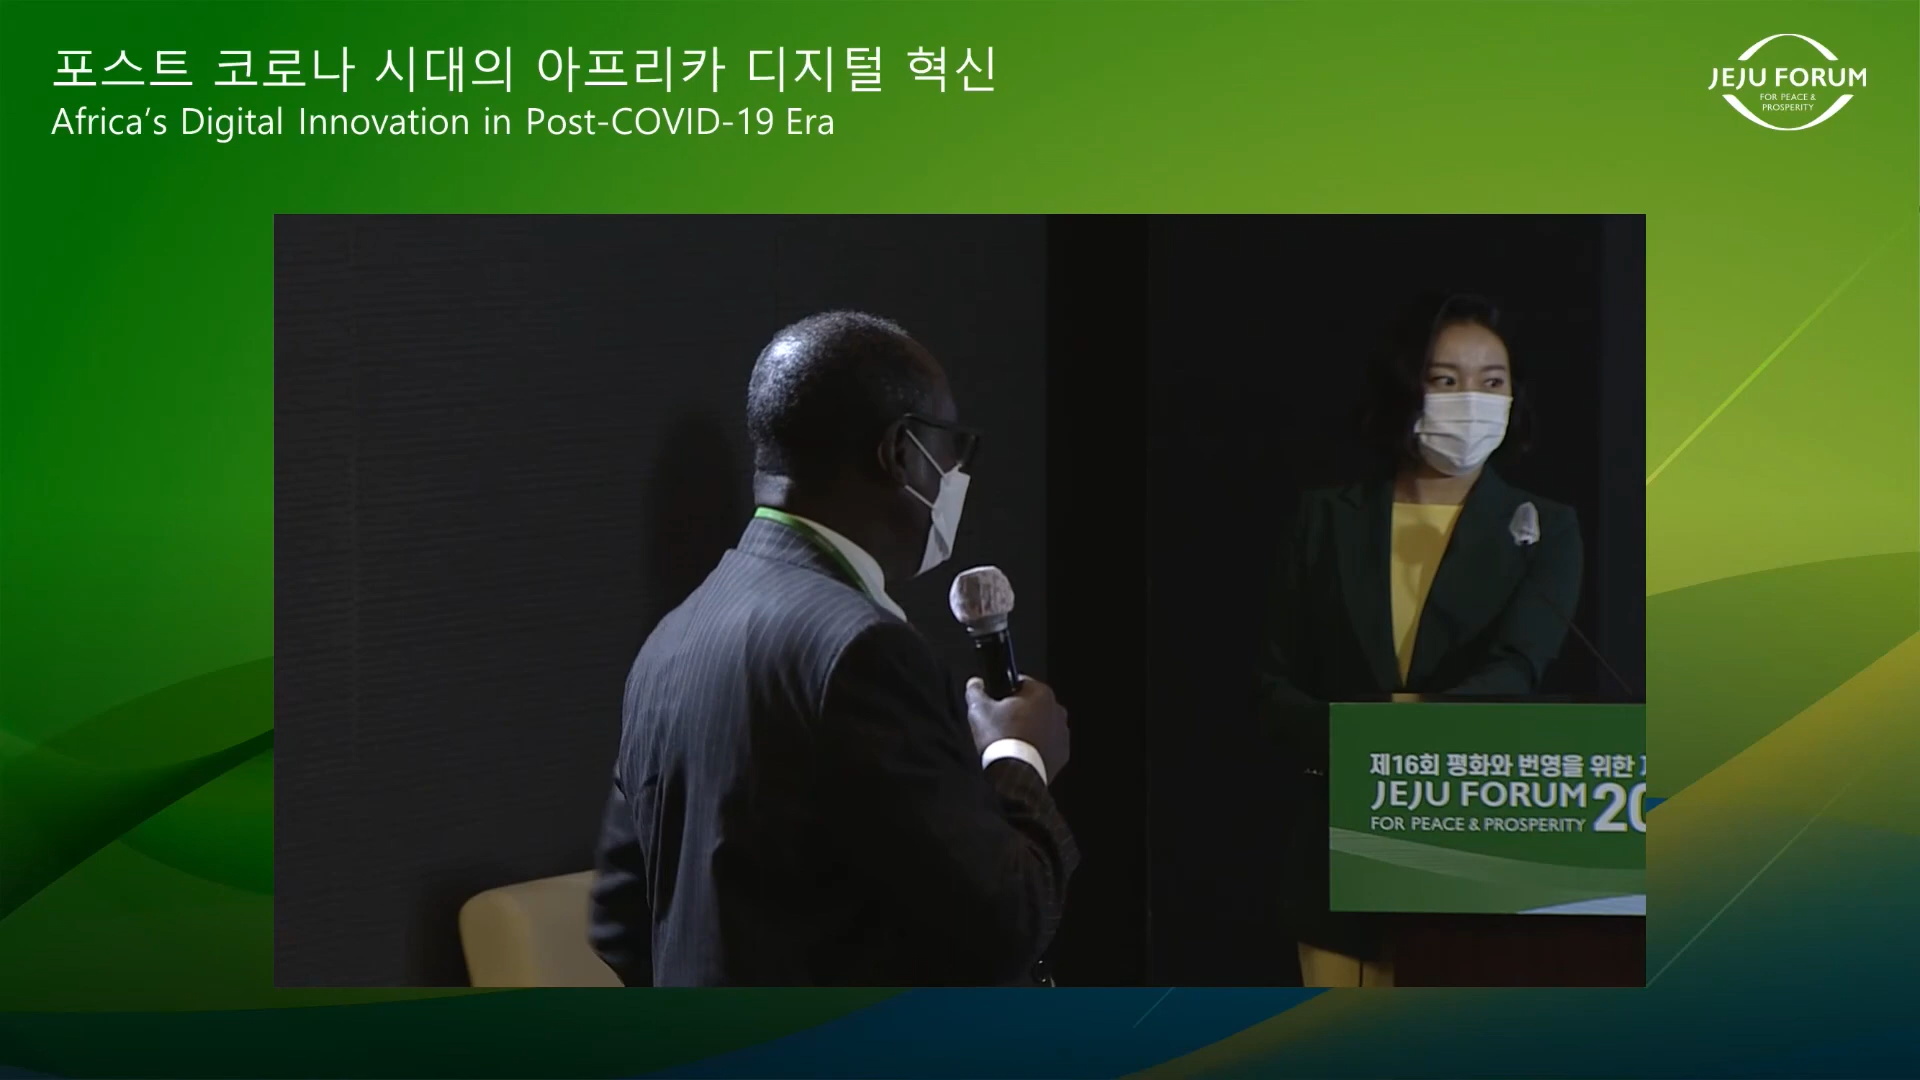 포스트 코로나 시대의 아프리카 디지털 혁신
Africa's Digital Innovation in Post-COVID-19 Era
JEJU FORUM
FOR PEACE &
PROSPERITY
제16회 평화와 번영을 위한
JEJU FORUM 20
FOR PEACE & PROSPERITY